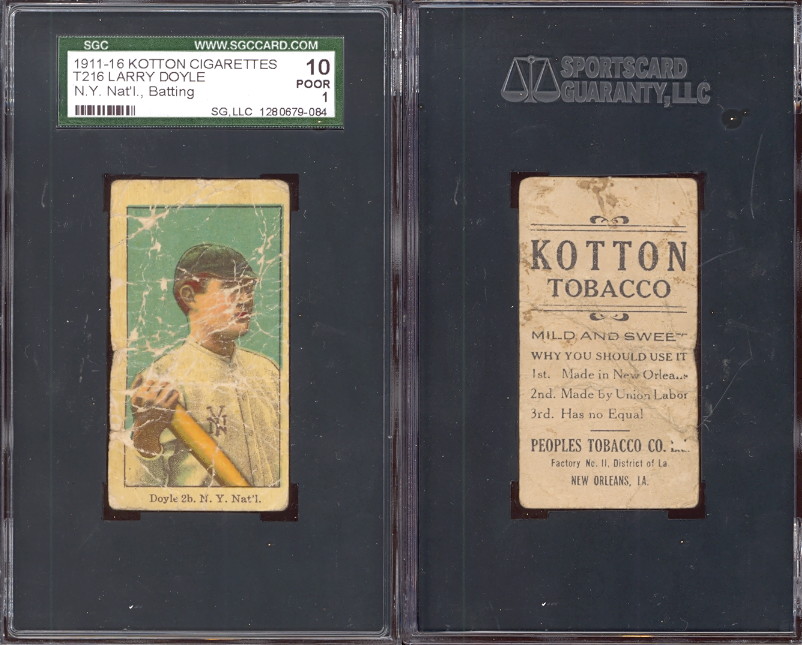 SGC WWW.SGCCARD.COM
1911-16 KOTTON CIGARETTES 10
T216 LARRY DOYLE POOR
N.Y. Nat'l., Batting 1
SG, LLC 1280679-084
NY
Doyle 2b. N. Y. Nat'l.
SPORTSCARD
GUARANTY, LLC
KOTTON
TOBACCO
MILD AND SWEET
WHY YOU SHOULD USE IT
1st. Made in New Orleans
2nd. Made by Union Labor
3rd. Has no Equal
PEOPLES TOBACCO CO.
Factory No. 11, District of La.
NEW ORLEANS, LA.